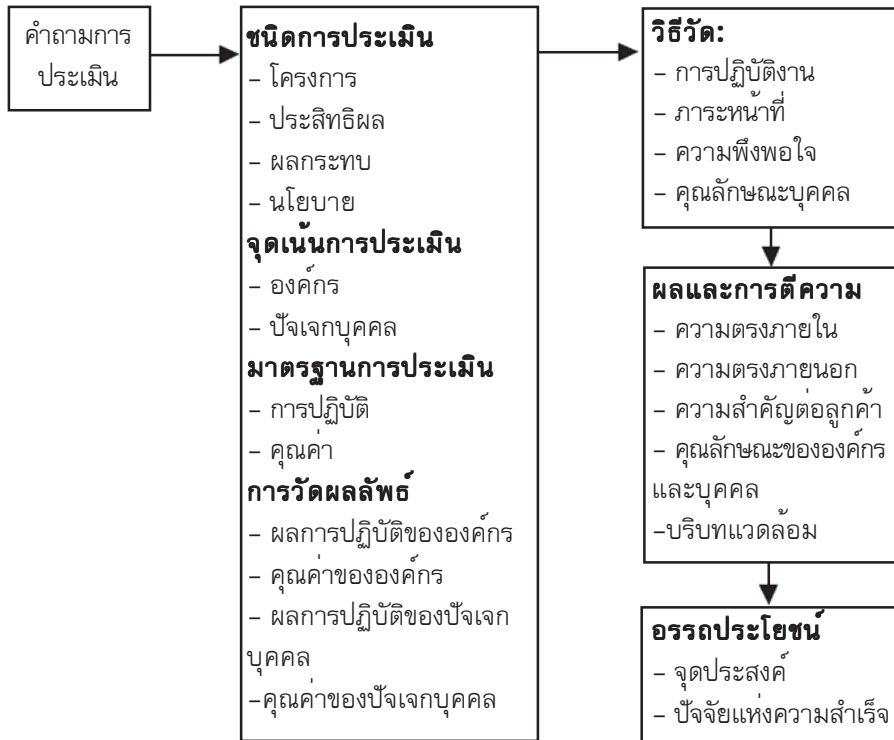 คำถามการ
ประเมิน
ชนิดการประเมิน
– โครงการ
– ประสิทธิผล
– ผลกระทบ
– นโยบาย
จุดเน้นการประเมิน
– องค์กร
– ปัจเจกบุคคล
มาตรฐานการประเมิน
– การปฏิบัติ
– คุณค่า
การวัดผลลัพธ์
– ผลการปฏิบัติขององค์กร
– คุณค่าขององค์กร
– ผลการปฏิบัติของปัจเจก
บุคคล
–คุณค่าของปัจเจกบุคคล
วิธีวัด:
– การปฏิบัติงาน
– ภาระหน้าที่
– ความพึงพอใจ
– คุณลักษณะบุคคล
ผลและการตีความ
– ความตรงภายใน
– ความตรงภายนอก
– ความสำคัญต่อลูกค้า
– คุณลักษณะขององค์กร
และบุคคล
–บริบทแวดล้อม
อรรถประโยชน์
– จุดประสงค์
– ปัจจัยแห่งความสำเร็จ